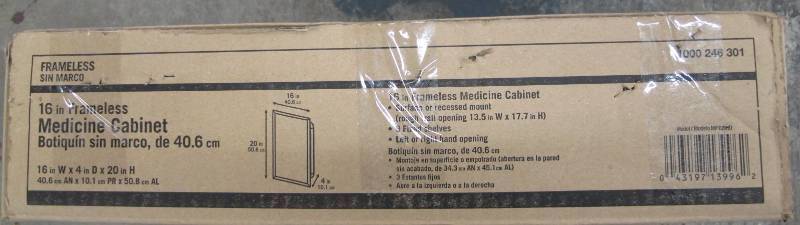 FRAMELESS
SIN MARCO
1000 246 301
16 in Frameless
Medicine Cabinet
Botiquín sin marco, de 40.6 cm
16 in W x 4 in D x 20 in H
40.6 cm AN x 10.1 cm PR x 50.8 cm AL
16 in
40.6 cm
20 in
50.8 cm
4 in
10.1 cm
16 in Frameless Medicine Cabinet
• Surface or recessed mount
(rough wall opening 13.5 in W x 17.7 in H)
• 3 Fixed shelves
• Left or right hand opening
Botiquín sin marco, de 40.6 cm
• Montaje en superficie o empotrado (abertura en la pared
sin acabado, de 34.3 cm AN x 45.1 cm AL)
• 3 Estantes fijos
• Abre a la izquierda o a la derecha
Model / Modelo
0 43197 13996 2